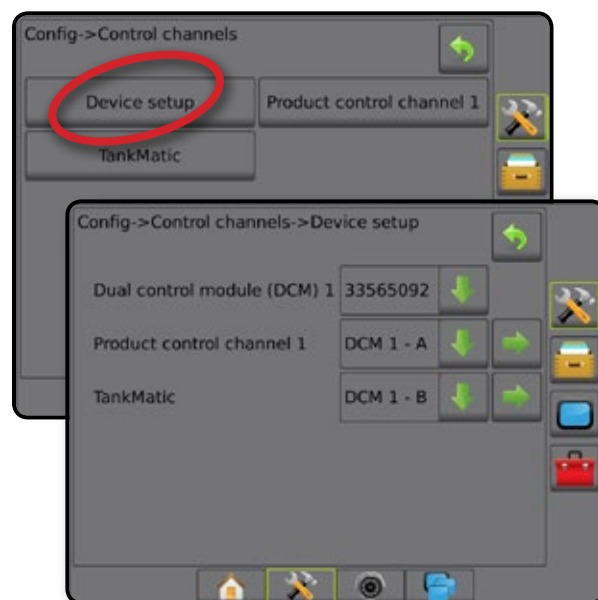 Config->Control channels
Device setup Product control channel 1
TankMatic
Config->Control channels->Device setup
Dual control module (DCM) 1 33565092
Product control channel 1 DCM 1 - A
TankMatic DCM 1 - B